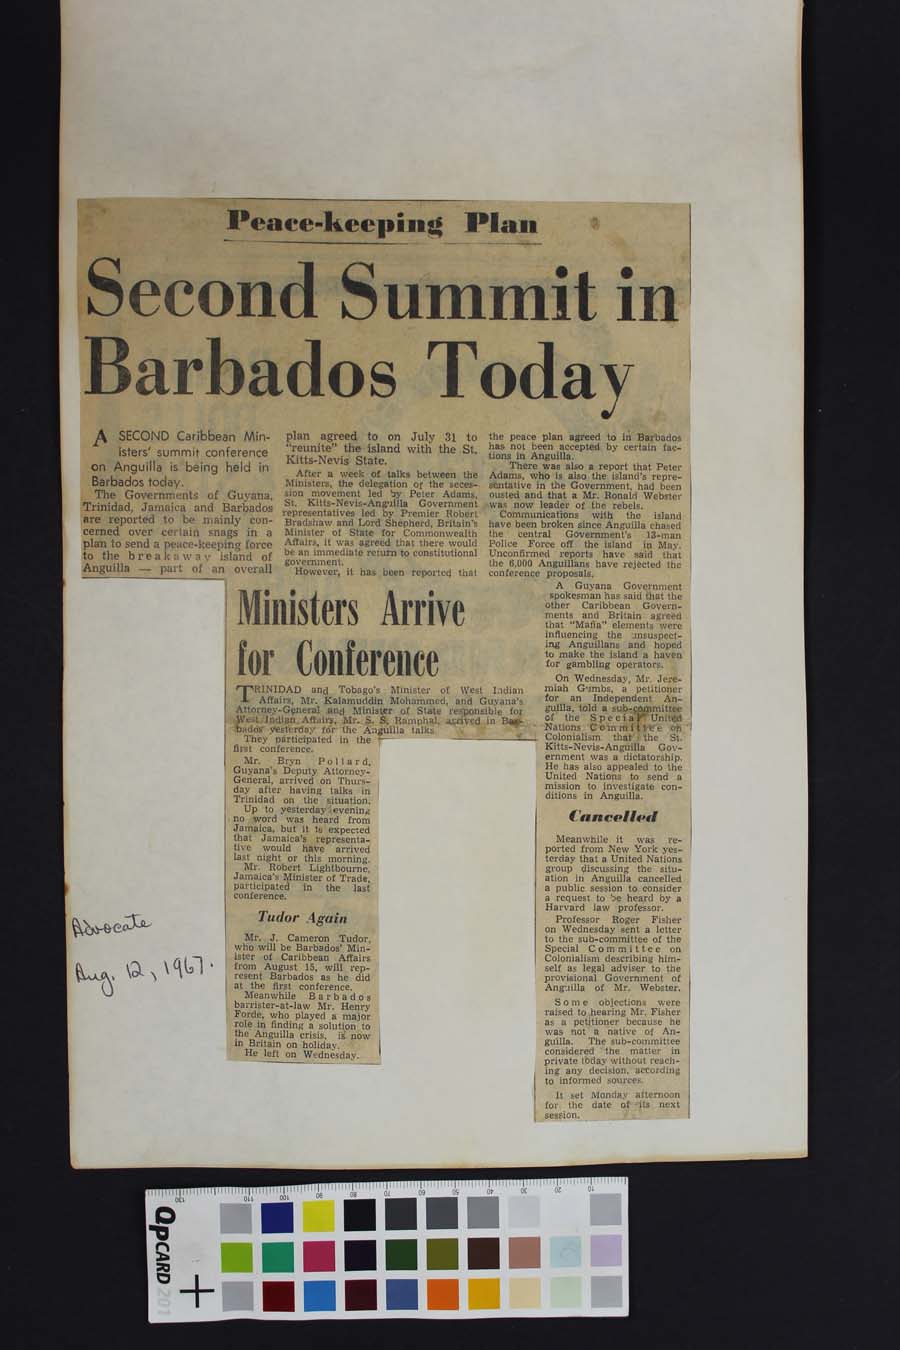 Peace-keeping Plan
Second Summit in
Barbados Today
A SECOND Caribbean Min-
isters' summit conference
on Anguilla is being held in
Barbados today.
The Governments of Guyana,
Trinidad, Jamaica and Barbados
are reported to be mainly con-
cerned over certain snags in a
plan to send a peace-keeping force
to the breakaway island of
Anguilla — part of an overall
plan agreed to on July 31 to
"reunite" the island with the St.
Kitts-Nevis State.
After a week of talks between the
Ministers, the delegation of the seces-
sion movement led by Peter Adams,
St. Kitts-Nevis-Anguilla Government
representatives led by Premier Robert
Bradshaw and Lord Shepherd, Britain's
Minister of State for Commonwealth
Affairs, it was agreed that there would
be an immediate return to constitutional
government.
However, it has been reported that
the peace plan agreed to in Barbados
has not been accepted by certain fac-
tions in Anguilla.
There was also a report that Peter
Adams, who is also the island's repre-
sentative in the Government, had been
ousted and that a Mr. Ronald Webster
was now leader of the rebels.
Communications with the island
have been broken since Anguilla chased
the central Government's 13-man
Police Force off the island in May.
Unconfirmed reports have said that
the 6,000 Anguillans have rejected the
conference proposals.
A Guyana Government
spokesman has said that the
other Caribbean Govern-
ments and Britain agreed
that "Mafia" elements were
influencing the unsuspect-
ing Anguillans and hoped
to make the island a haven
for gambling operators.
On Wednesday, Mr. Jere-
miah Gumbs, a petitioner
for an Independent An-
guilla, told a sub-committee
of the Special United
Nations Committee on
Colonialism that the St.
Kitts-Nevis-Anguilla Gov-
ernment was a dictatorship.
He has also appealed to the
United Nations to send a
mission to investigate con-
ditions in Anguilla.
Cancelled
Meanwhile it was re-
ported from New York yes-
terday that a United Nations
group discussing the situ-
ation in Anguilla cancelled
a public session to consider
a request to be heard by a
Harvard law professor.
Professor Roger Fisher
on Wednesday sent a letter
to the sub-committee of the
Special Committee on
Colonialism describing him-
self as legal adviser to the
provisional Government of
Anguilla of Mr. Webster.
Some objections were
raised to hearing Mr. Fisher
as a petitioner because he
was not a native of An-
guilla. The sub-committee
considered the matter in
private today without reach-
ing any decision, according
to informed sources.
It set Monday afternoon
for the date of its next
session.
Ministers Arrive
for Conference
TRINIDAD and Tobago's Minister of West Indian
Affairs, Mr. Kalamuddin Mohammed, and Guyana's
Attorney-General and Minister of State responsible for
West Indian Affairs, Mr. S. S. Ramphal, arrived in Bar-
bados yesterday for the Anguilla talks
They participated in the
first conference.
Mr. Bryn Pollard,
Guyana's Deputy Attorney-
General, arrived on Thurs-
day after having talks in
Trinidad on the situation.
Up to yesterday evening
no word was heard from
Jamaica, but it is expected
that Jamaica's representa-
tive would have arrived
last night or this morning.
Mr. Robert Lightbourne,
Jamaica's Minister of Trade,
participated in the last
conference.
Tudor Again
Mr. J. Cameron Tudor,
who will be Barbados' Min-
ister of Caribbean Affairs
from August 15, will rep-
resent Barbados as he did
at the first conference.
Meanwhile Barbados
barrister-at-law Mr. Henry
Forde, who played a major
role in finding a solution to
the Anguilla crisis, is now
in Britain on holiday.
He left on Wednesday.
Advocate
Aug. 12, 1967.
130 110 100 90 80 70 60 50 40 30 20 10
QPCARD 201